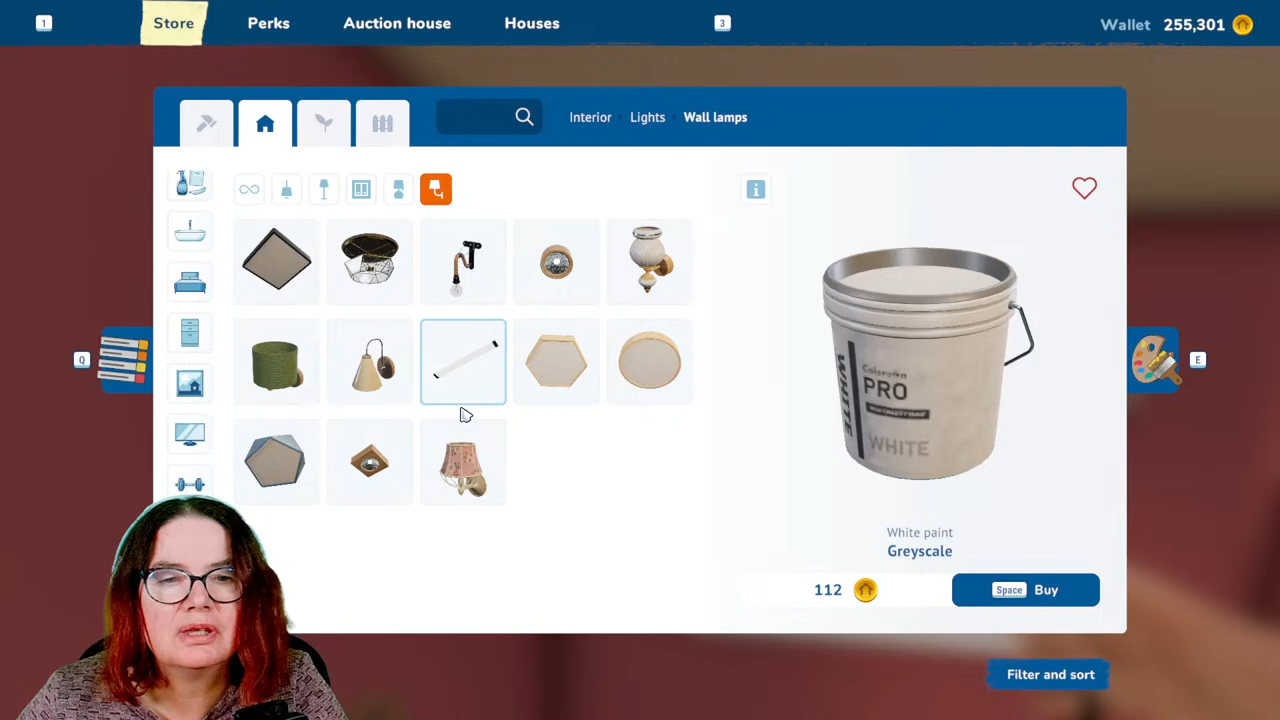 1
Store
Perks
Auction house
Houses
3
Wallet 255,301
Interior Lights Wall lamps
Q
E
PRO
WHITE
WHITE
White paint
Greyscale
112
Space Buy
Filter and sort